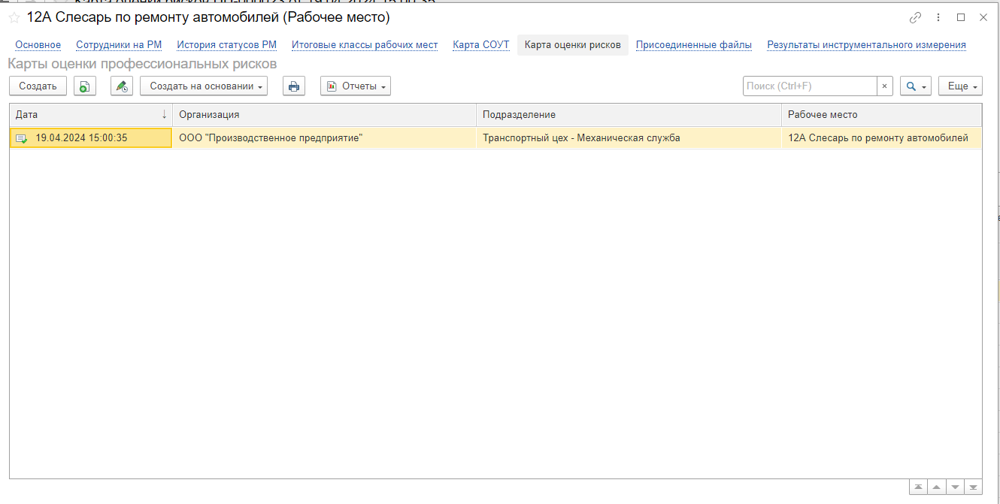 12А Слесарь по ремонту автомобилей (Рабочее место)
Основное Сотрудники на РМ История статусов РМ Итоговые классы рабочих мест Карта СОУТ Карта оценки рисков Присоединенные файлы Результаты инструментального измерения
Карты оценки профессиональных рисков
Создать Создать на основании Отчеты Поиск (Ctrl+F) × Еще
Дата ↓ Организация Подразделение Рабочее место
19.04.2024 15:00:35 ООО "Производственное предприятие" Транспортный цех - Механическая служба 12А Слесарь по ремонту автомобилей